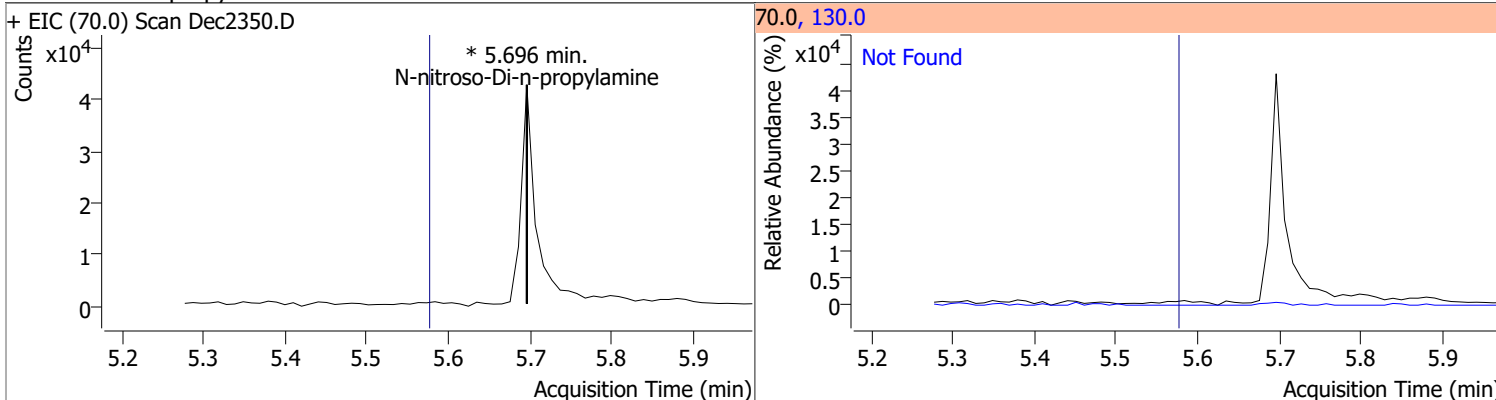 + EIC (70.0) Scan Dec2350.D
Counts
x10⁴
* 5.696 min.
N-nitroso-Di-n-propylamine
4
3
2
1
0
5.2 5.3 5.4 5.5 5.6 5.7 5.8 5.9
Acquisition Time (min)
70.0, 130.0
Relative Abundance (%)
x10⁴
Not Found
4
3.5
3
2.5
2
1.5
1
0.5
0
5.2 5.3 5.4 5.5 5.6 5.7 5.8 5.9
Acquisition Time (min)